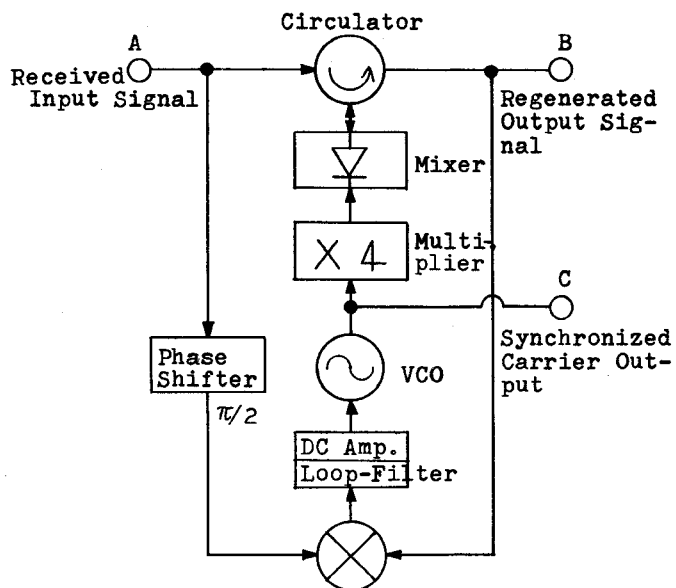 Circulator
A
B
Received
Input Signal
Regenerated
Output Sig-
nal
Mixer
X 4
Multi-
plier
C
Synchronized
Carrier Out-
put
Phase
Shifter
π/2
VCO
DC Amp.
Loop-Filter